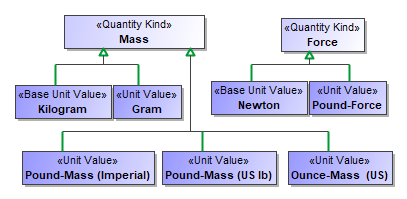 «Quantity Kind»
Mass
«Quantity Kind»
Force
«Base Unit Value»
Kilogram
«Unit Value»
Gram
«Base Unit Value»
Newton
«Unit Value»
Pound-Force
«Unit Value»
Pound-Mass (Imperial)
«Unit Value»
Pound-Mass (US lb)
«Unit Value»
Ounce-Mass (US)